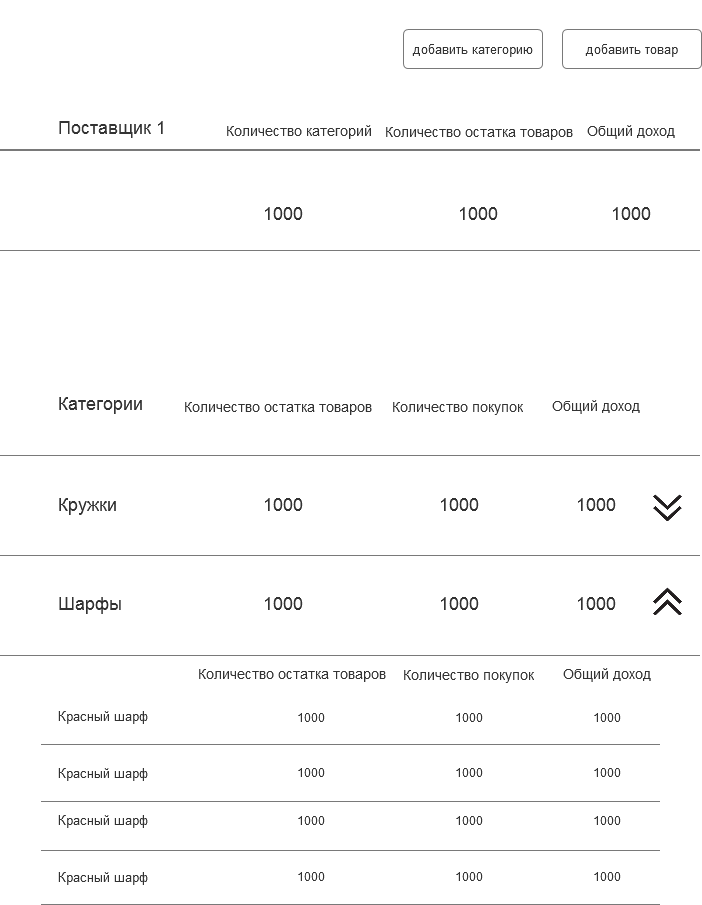 добавить категорию добавить товар
Поставщик 1 Количество категорий Количество остатка товаров Общий доход
1000 1000 1000
Категории Количество остатка товаров Количество покупок Общий доход
Кружки 1000 1000 1000
Шарфы 1000 1000 1000
Количество остатка товаров Количество покупок Общий доход
Красный шарф 1000 1000 1000
Красный шарф 1000 1000 1000
Красный шарф 1000 1000 1000
Красный шарф 1000 1000 1000